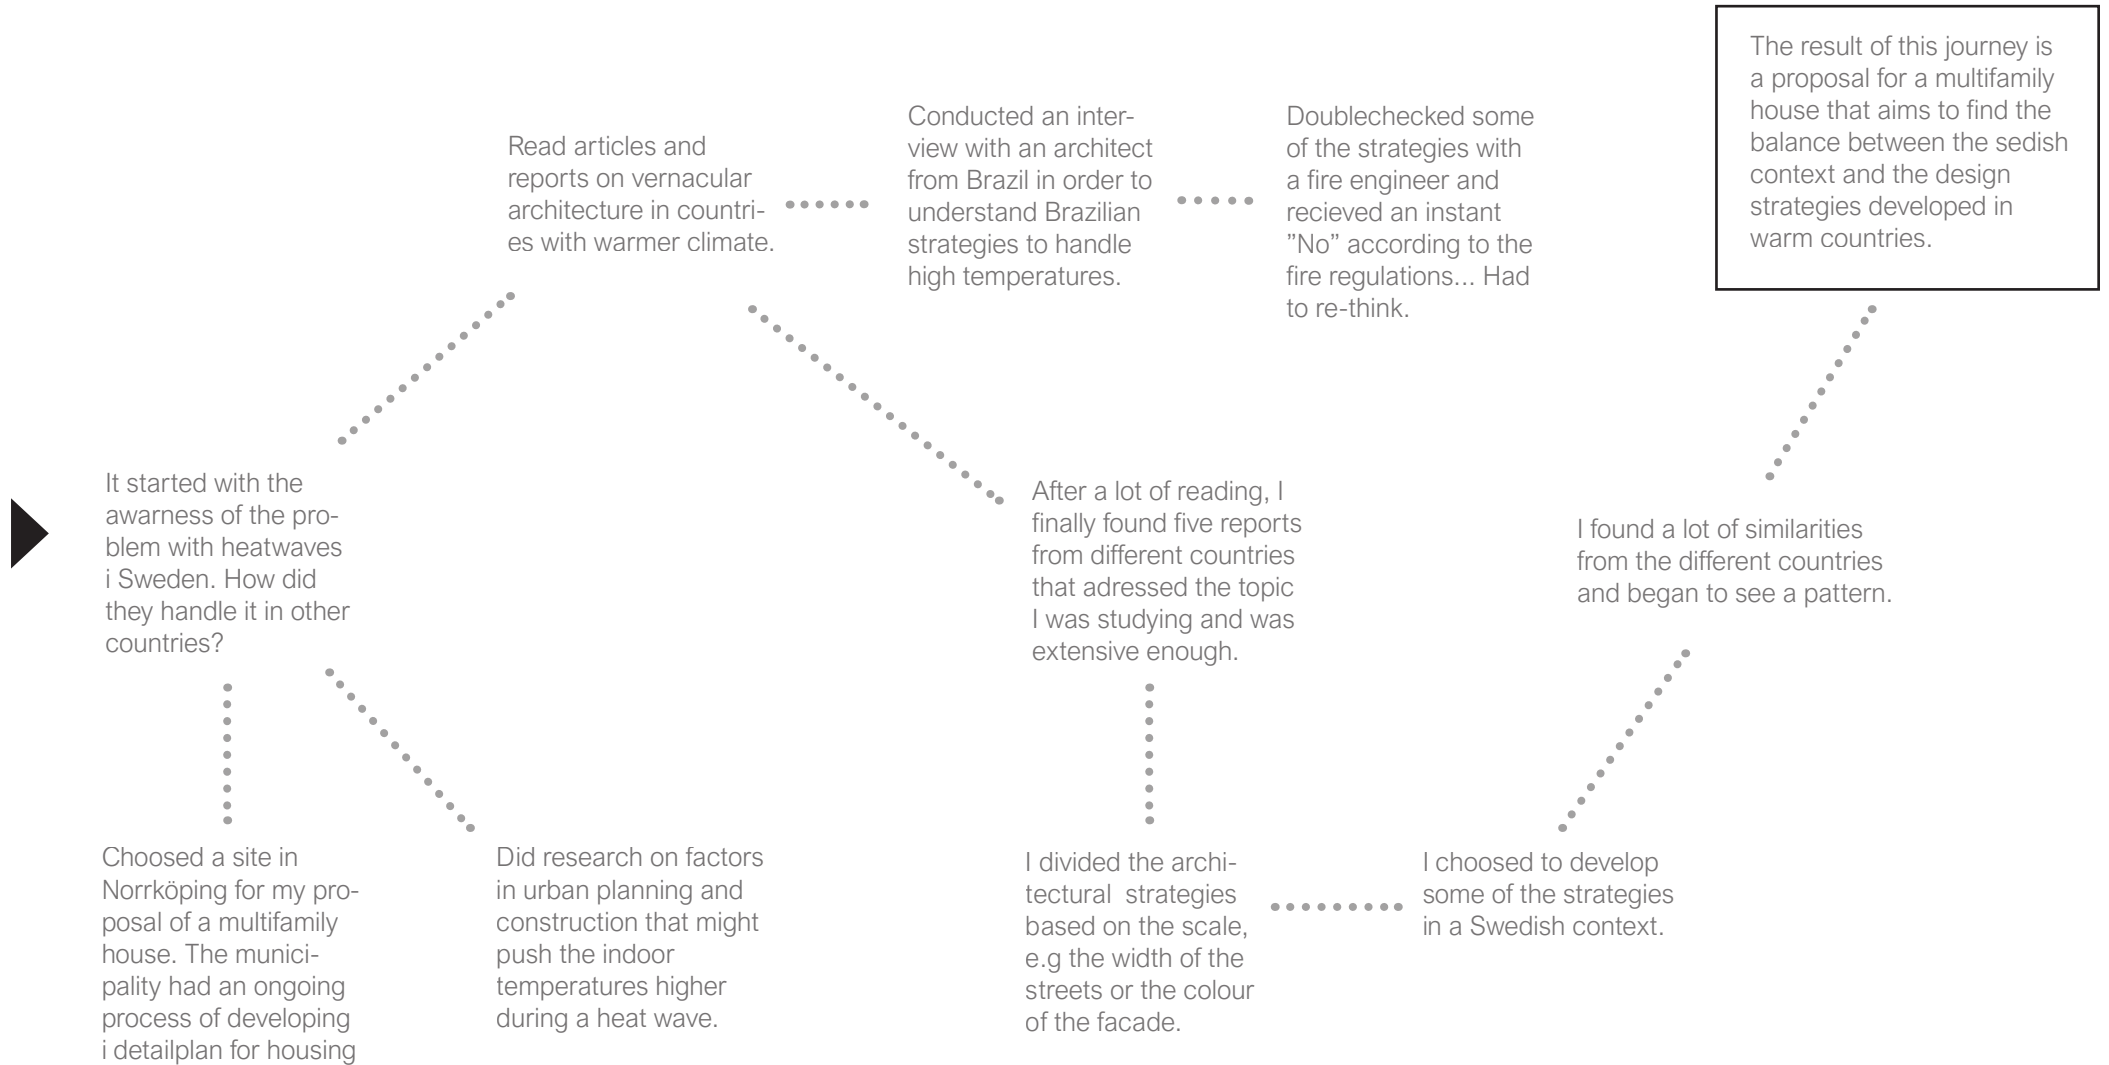 It started with the
awarness of the pro-
blem with heatwaves
i Sweden. How did
they handle it in other
countries?
Choosed a site in
Norrköping for my pro-
posal of a multifamily
house. The munici-
pality had an ongoing
process of developing
i detailplan for housing
Did research on factors
in urban planning and
construction that might
push the indoor
temperatures higher
during a heat wave.
Read articles and
reports on vernacular
architecture in countri-
es with warmer climate.
Conducted an inter-
view with an architect
from Brazil in order to
understand Brazilian
strategies to handle
high temperatures.
Doublechecked some
of the strategies with
a fire engineer and
recieved an instant
”No” according to the
fire regulations... Had
to re-think.
After a lot of reading, I
finally found five reports
from different countries
that adressed the topic
I was studying and was
extensive enough.
I divided the archi-
tectural  strategies
based on the scale,
e.g the width of the
streets or the colour
of the facade.
I choosed to develop
some of the strategies
in a Swedish context.
I found a lot of similarities
from the different countries
and began to see a pattern.
The result of this journey is
a proposal for a multifamily
house that aims to find the
balance between the sedish
context and the design
strategies developed in
warm countries.